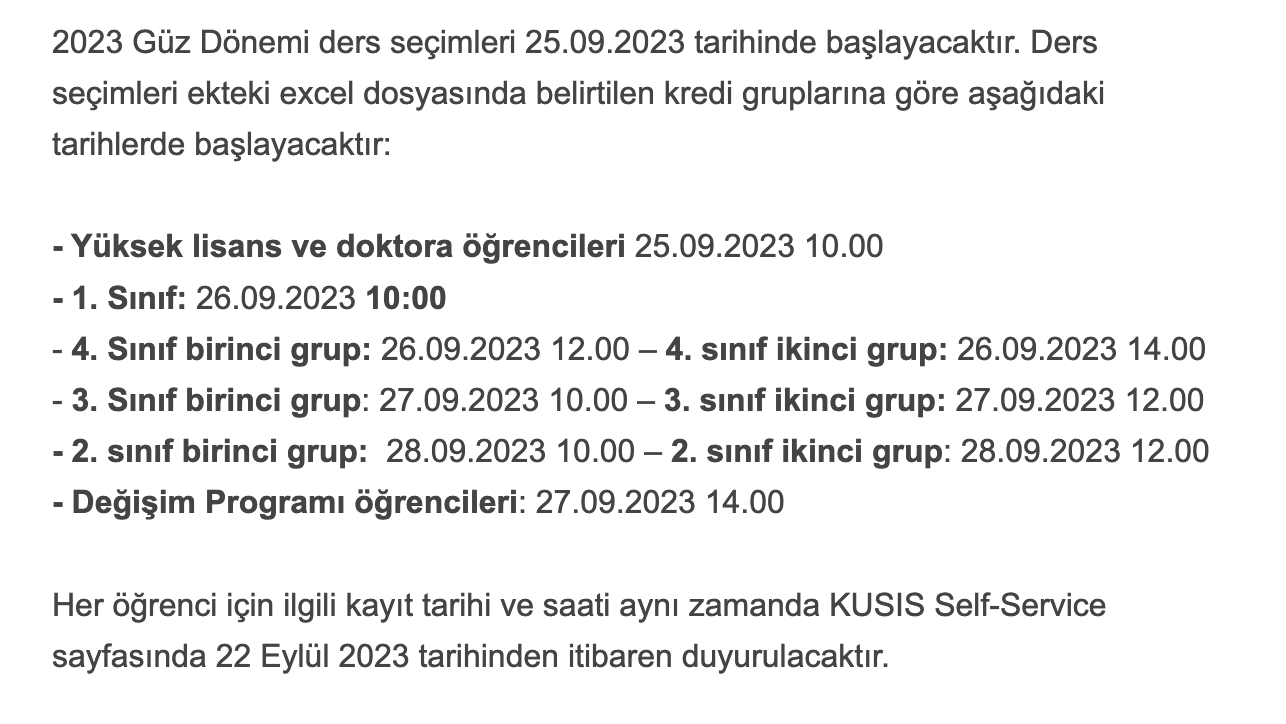 2023 Güz Dönemi ders seçimleri 25.09.2023 tarihinde başlayacaktır. Ders
seçimleri ekteki excel dosyasında belirtilen kredi gruplarına göre aşağıdaki
tarihlerde başlayacaktır:
- Yüksek lisans ve doktora öğrencileri 25.09.2023 10.00
- 1. Sınıf: 26.09.2023 10:00
- 4. Sınıf birinci grup: 26.09.2023 12.00 – 4. sınıf ikinci grup: 26.09.2023 14.00
- 3. Sınıf birinci grup: 27.09.2023 10.00 – 3. sınıf ikinci grup: 27.09.2023 12.00
- 2. sınıf birinci grup:  28.09.2023 10.00 – 2. sınıf ikinci grup: 28.09.2023 12.00
- Değişim Programı öğrencileri: 27.09.2023 14.00
Her öğrenci için ilgili kayıt tarihi ve saati aynı zamanda KUSIS Self-Service
sayfasında 22 Eylül 2023 tarihinden itibaren duyurulacaktır.